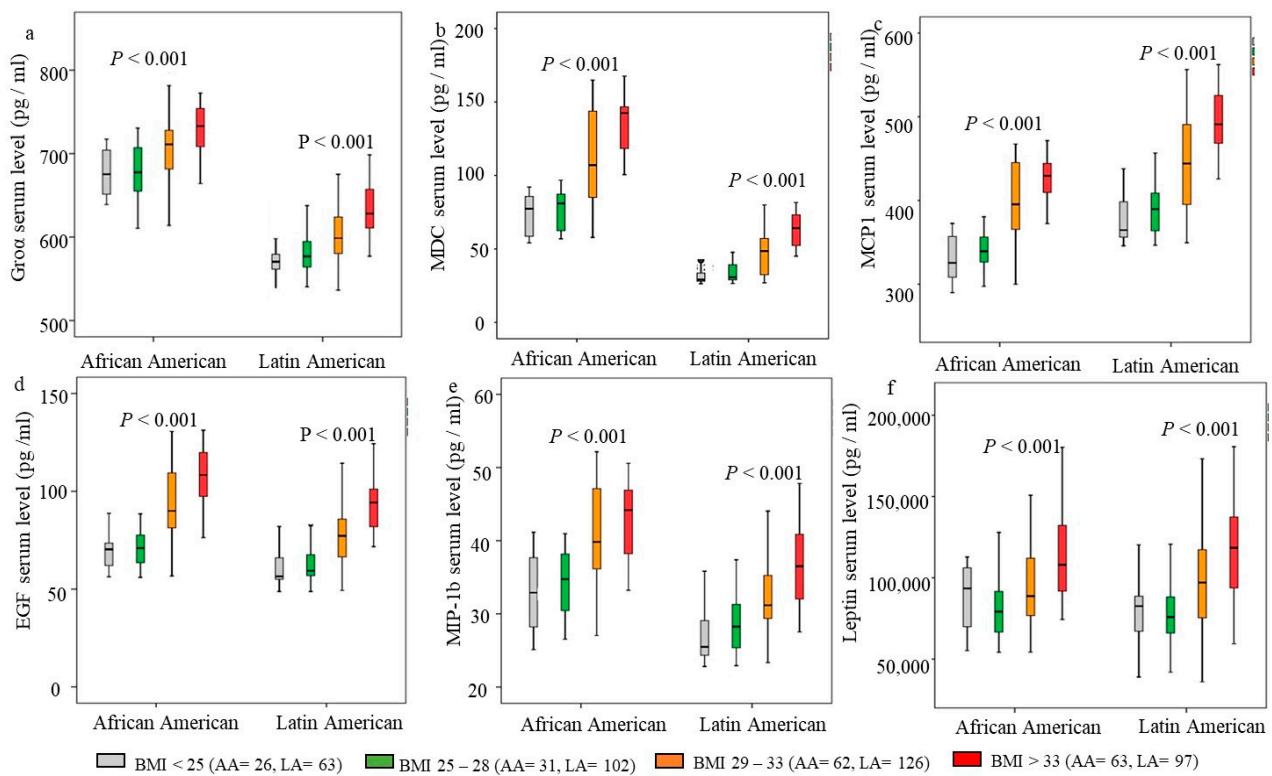 a
Groα serum level (pg / ml)
800
700
600
500
P < 0.001
P < 0.001
African American
Latin American
b
MDC serum level (pg / ml)
200
150
100
50
0
P < 0.001
P < 0.001
African American
Latin American
c
MCP1 serum level (pg / ml)
600
500
400
300
P < 0.001
P < 0.001
African American
Latin American
d
EGF serum level (pg /ml)
150
100
50
0
P < 0.001
P < 0.001
African American
Latin American
e
MIP-1b serum level (pg / ml)
60
50
40
30
20
P < 0.001
P < 0.001
African American
Latin American
f
Leptin serum level (pg / ml)
200,000
150,000
100,000
50,000
P < 0.001
P < 0.001
African American
Latin American
BMI < 25 (AA= 26, LA= 63)
BMI 25 – 28 (AA= 31, LA= 102)
BMI 29 – 33 (AA= 62, LA= 126)
BMI > 33 (AA= 63, LA= 97)